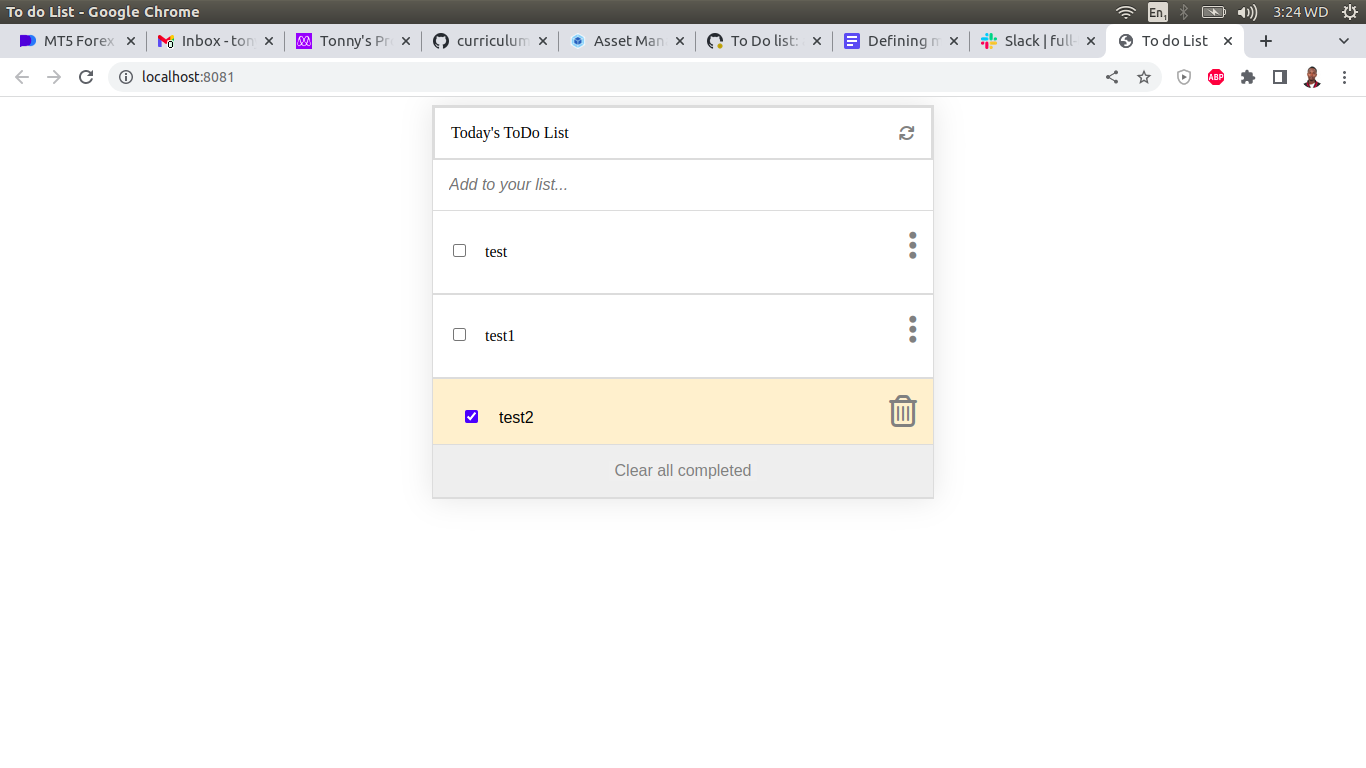 To do List - Google Chrome
En1
3:24 WD
MT5 Forex
Inbox - tony
Tonny's Pr
curriculum
Asset Man
To Do list:
Defining m
Slack | full-
To do List
localhost:8081
ABP
Today's ToDo List
Add to your list...
test
test1
test2
Clear all completed